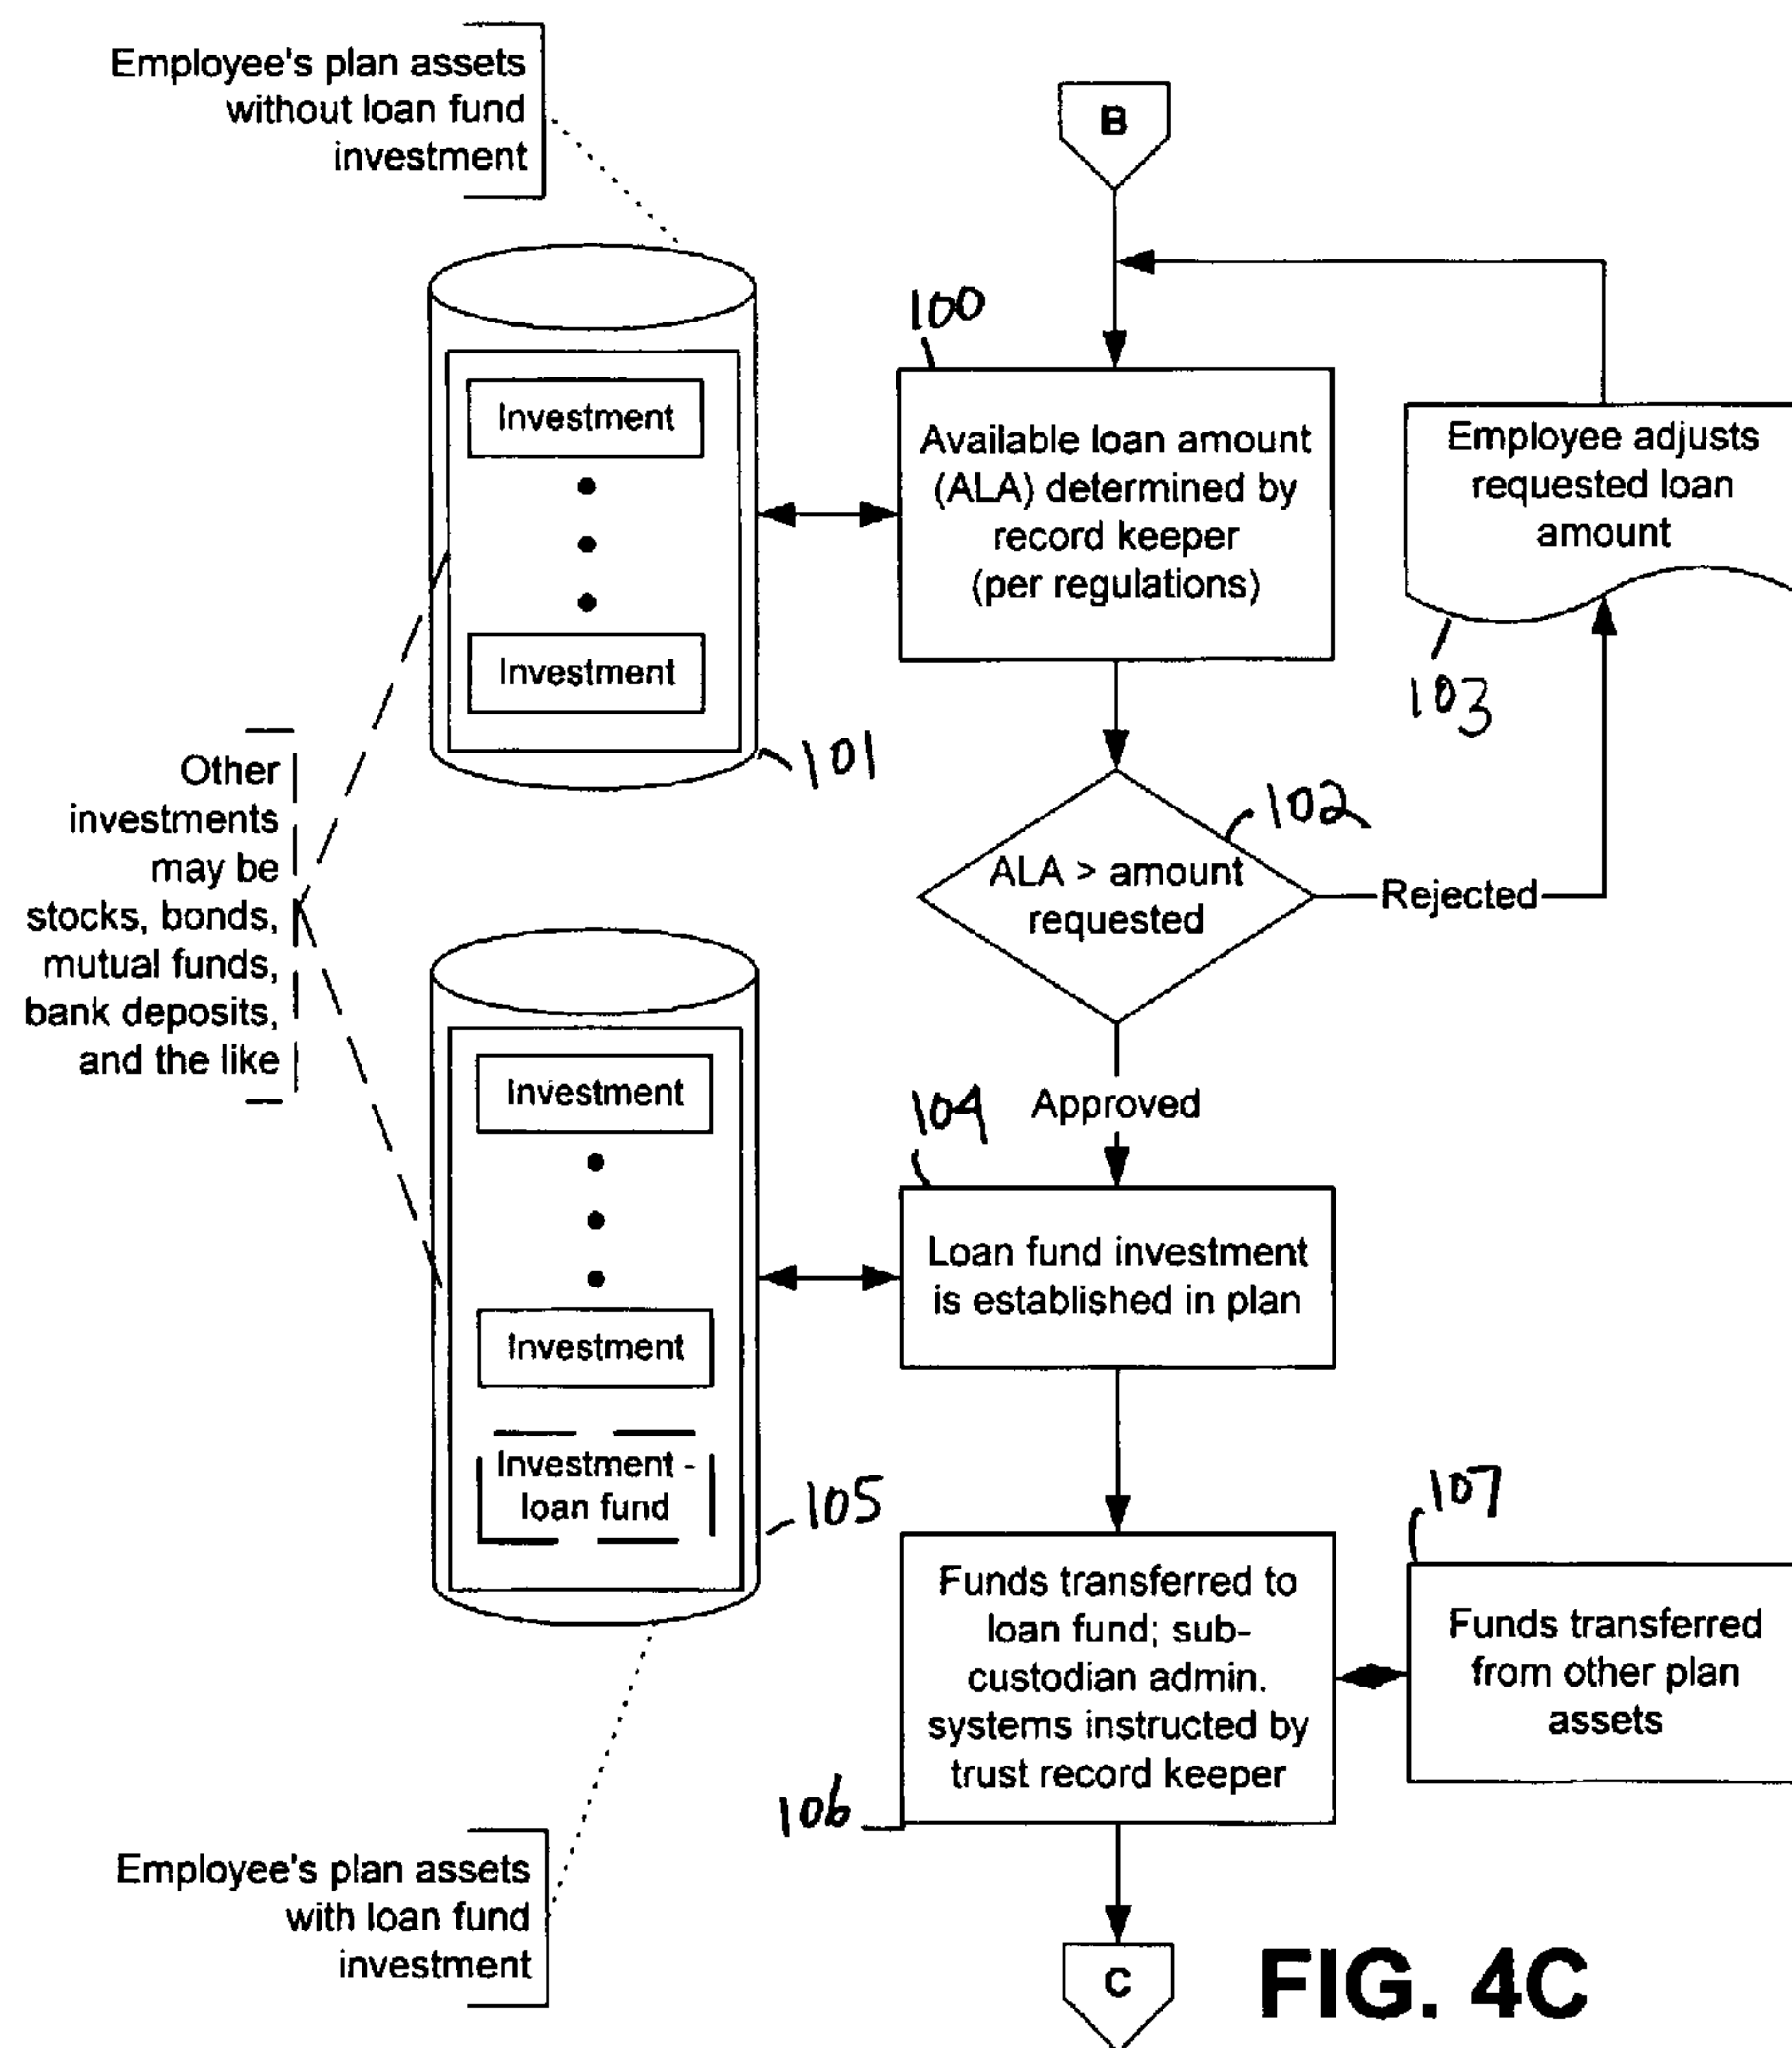 Employee's plan assets
without loan fund
investment
B
100
Investment
Investment
101
Available loan amount
(ALA) determined by
record keeper
(per regulations)
Employee adjusts
requested loan
amount
103
Other
investments
may be
stocks, bonds,
mutual funds,
bank deposits,
and the like
102
ALA > amount
requested
Rejected
Approved
104
Investment
Investment
Investment -
loan fund
105
Loan fund investment
is established in plan
107
Funds transferred to
loan fund; sub-
custodian admin.
systems instructed by
trust record keeper
106
Funds transferred
from other plan
assets
Employee's plan assets
with loan fund
investment
C
FIG. 4C